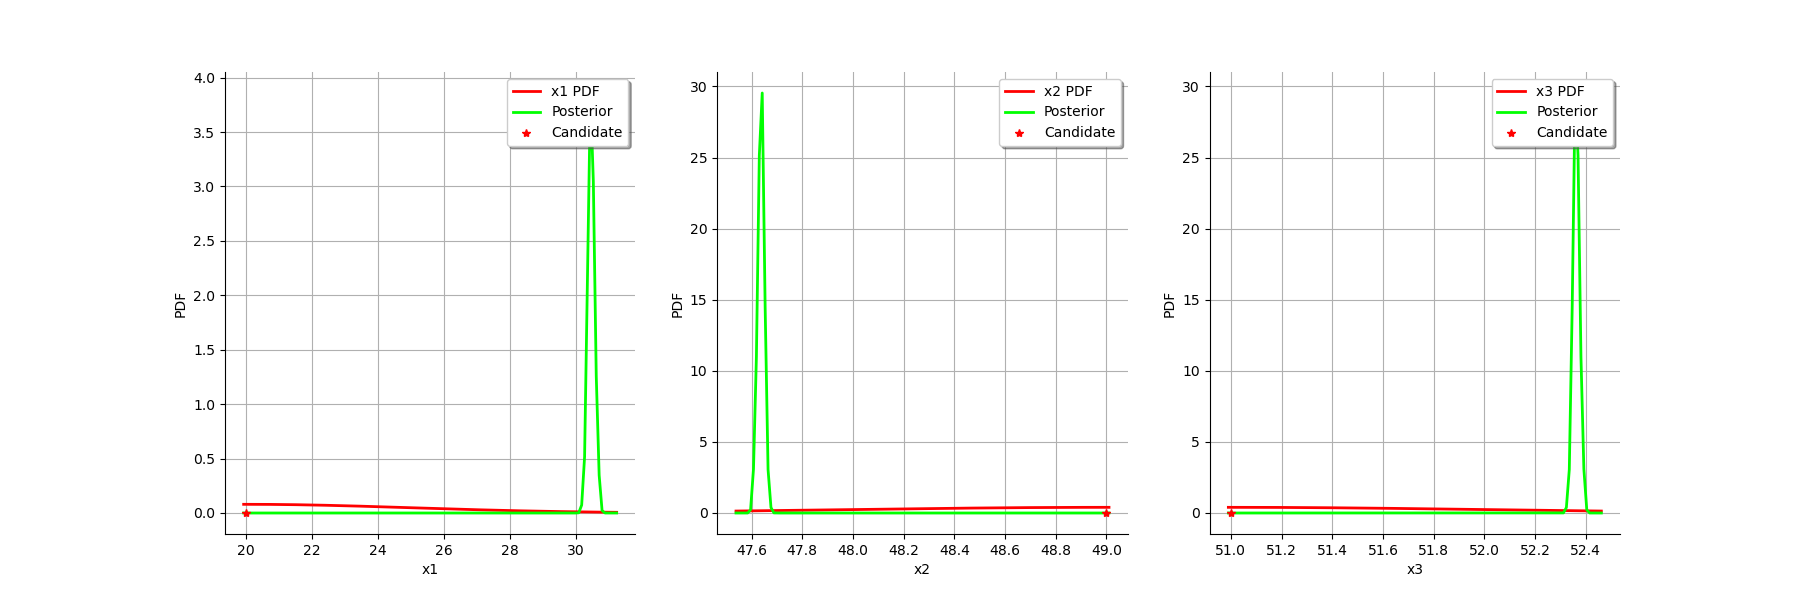 4.0
3.5
3.0
2.5
2.0
1.5
1.0
0.5
0.0
PDF
20 22 24 26 28 30
x1
x1 PDF
Posterior
Candidate
30
25
20
15
10
5
0
PDF
47.6 47.8 48.0 48.2 48.4 48.6 48.8 49.0
x2
x2 PDF
Posterior
Candidate
30
25
20
15
10
5
0
PDF
51.0 51.2 51.4 51.6 51.8 52.0 52.2 52.4
x3
x3 PDF
Posterior
Candidate